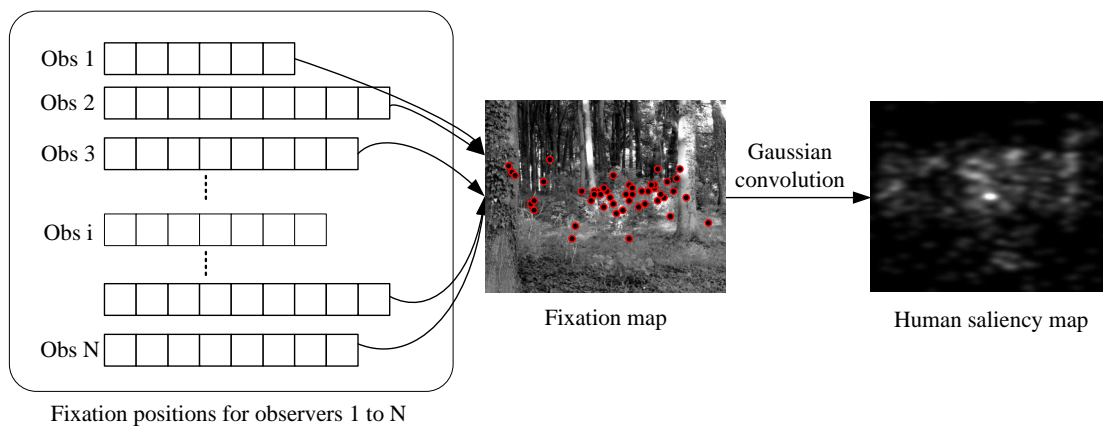 Obs 1
Obs 2
Obs 3
Obs i
Obs N
Fixation positions for observers 1 to N
Fixation map
Gaussian
convolution
Human saliency map